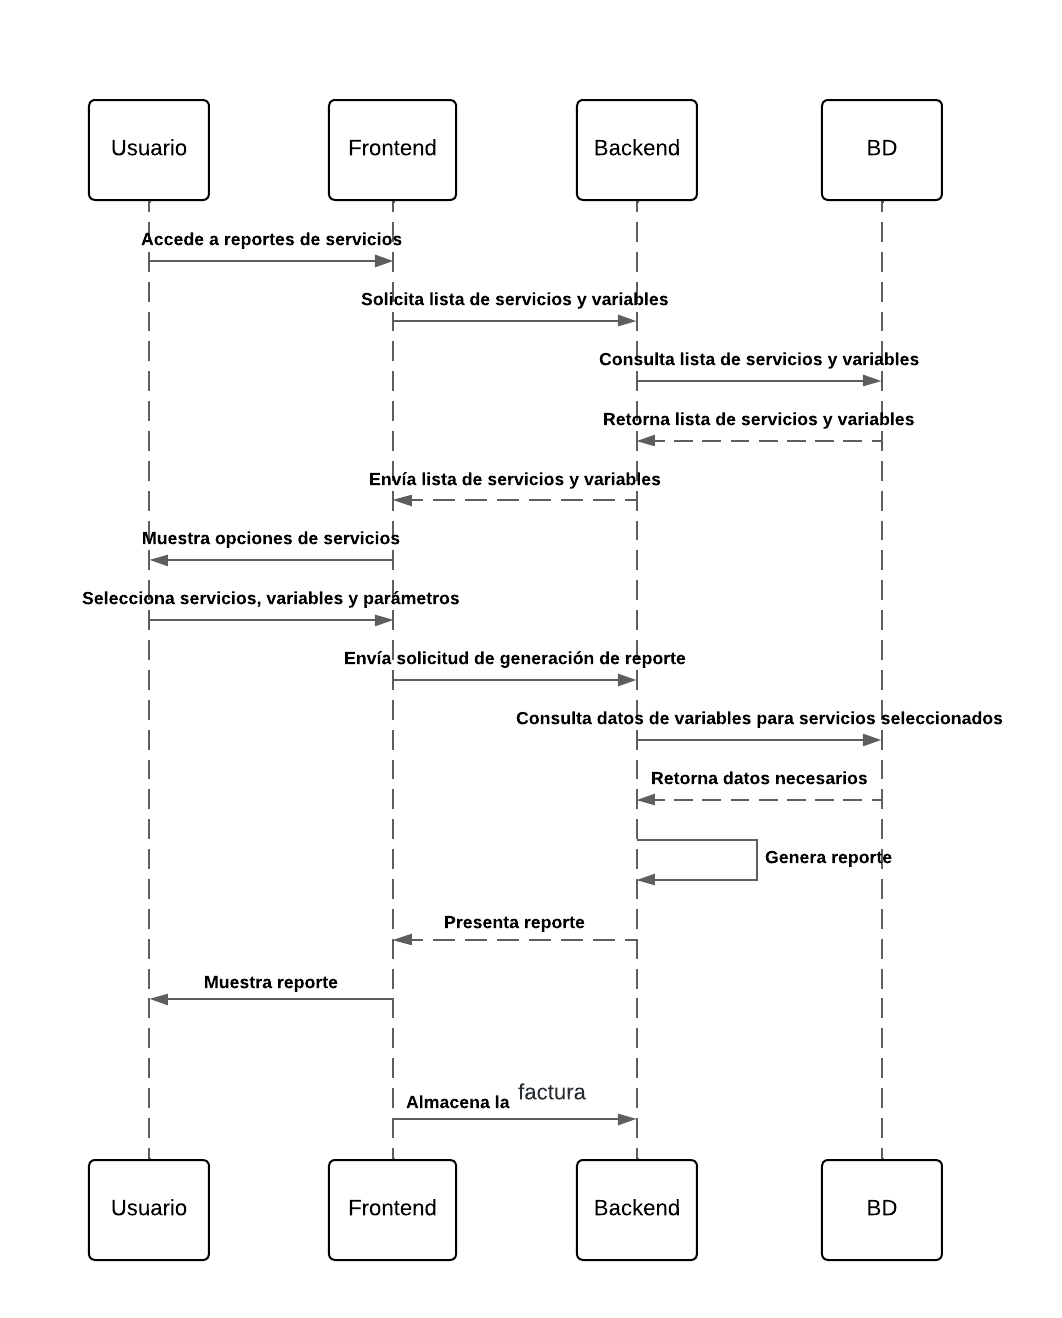 Usuario
Frontend
Backend
BD
Accede a reportes de servicios
Solicita lista de servicios y variables
Consulta lista de servicios y variables
Retorna lista de servicios y variables
Envía lista de servicios y variables
Muestra opciones de servicios
Selecciona servicios, variables y parámetros
Envía solicitud de generación de reporte
Consulta datos de variables para servicios seleccionados
Retorna datos necesarios
Genera reporte
Presenta reporte
Muestra reporte
Almacena la factura
Usuario
Frontend
Backend
BD